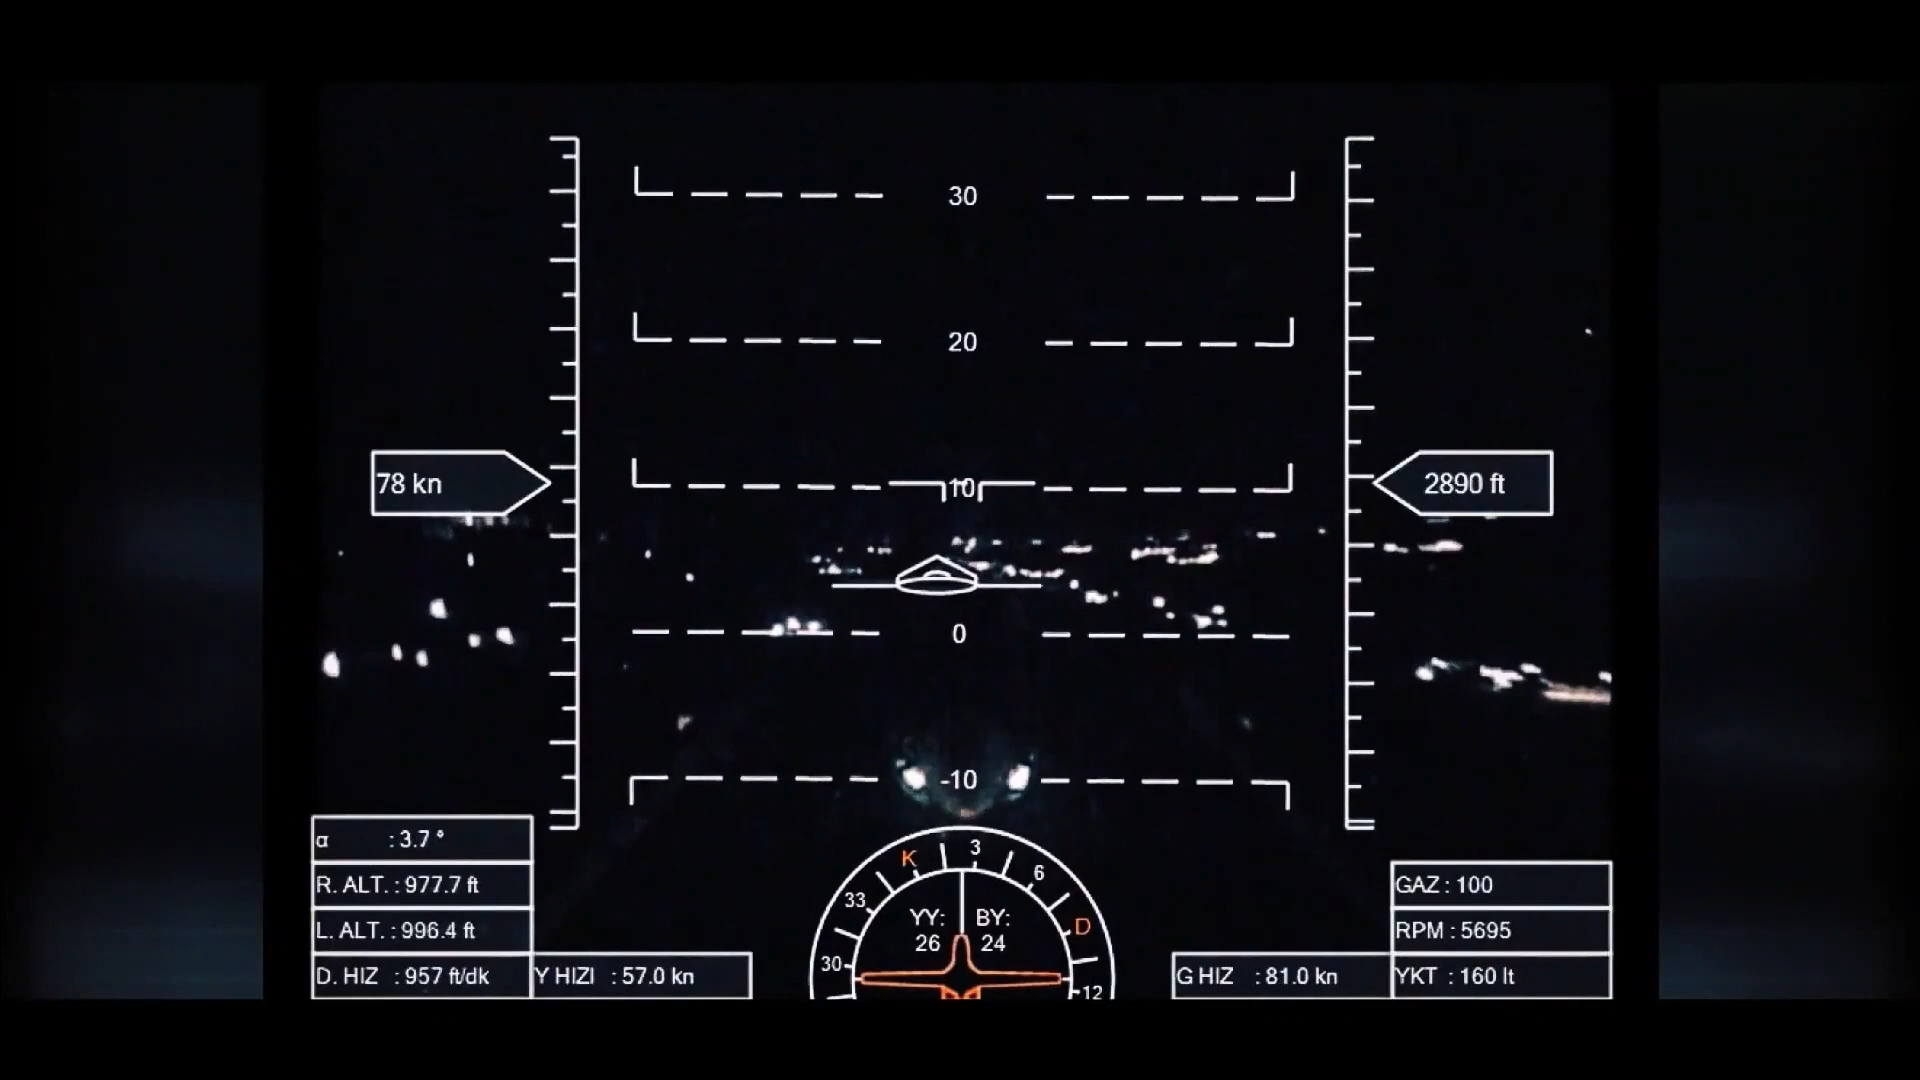 30
20
10
78 kn
2890 ft
0
-10
α : 3.7 °
R. ALT. : 977.7 ft
L. ALT. : 996.4 ft
D. HIZ : 957 ft/dk
Y HIZI : 57.0 kn
K
3
6
33
D
30
12
YY: BY:
26 24
GAZ : 100
RPM : 5695
G HIZ : 81.0 kn
YKT : 160 lt